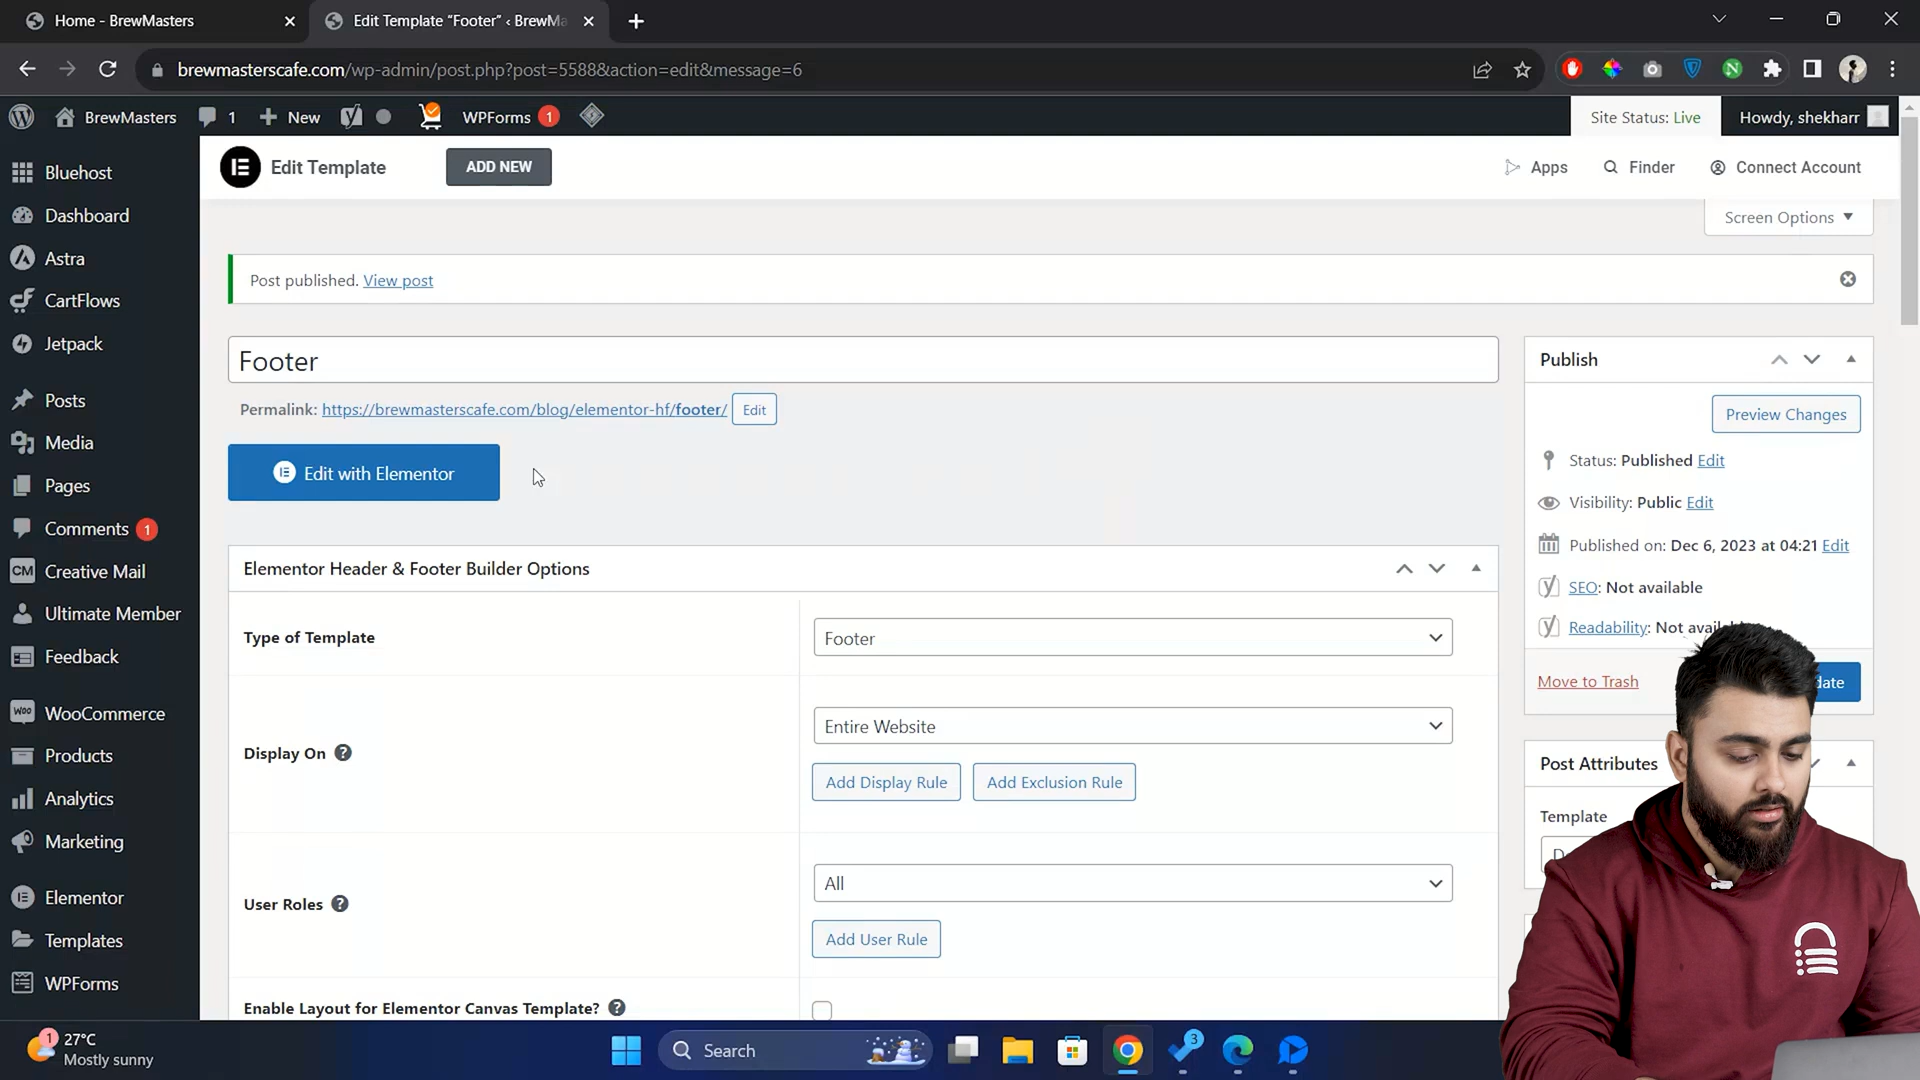 Home - BrewMasters
Edit Template "Footer" ‹ BrewMa
brewmasterscafe.com/wp-admin/post.php?post=5588&action=edit&message=6
BrewMasters
1
New
WPForms
1
Site Status: Live
Howdy, shekharr
Edit Template
ADD NEW
Apps
Finder
Connect Account
Screen Options
Bluehost
Dashboard
Astra
CartFlows
Jetpack
Posts
Media
Pages
Comments
1
CM
Creative Mail
Ultimate Member
Feedback
Woo
WooCommerce
Products
Analytics
Marketing
Elementor
Templates
WPForms
Post published. View post
Footer
Permalink: https://brewmasterscafe.com/blog/elementor-hf/footer/
Edit
Edit with Elementor
Elementor Header & Footer Builder Options
Type of Template
Footer
Display On
Entire Website
Add Display Rule
Add Exclusion Rule
User Roles
All
Add User Rule
Enable Layout for Elementor Canvas Template?
Publish
Preview Changes
Status: Published Edit
Visibility: Public Edit
Published on: Dec 6, 2023 at 04:21 Edit
SEO: Not available
Readability: Not avail
Move to Trash
date
Post Attributes
Template
1
27°C
Mostly sunny
Search
3